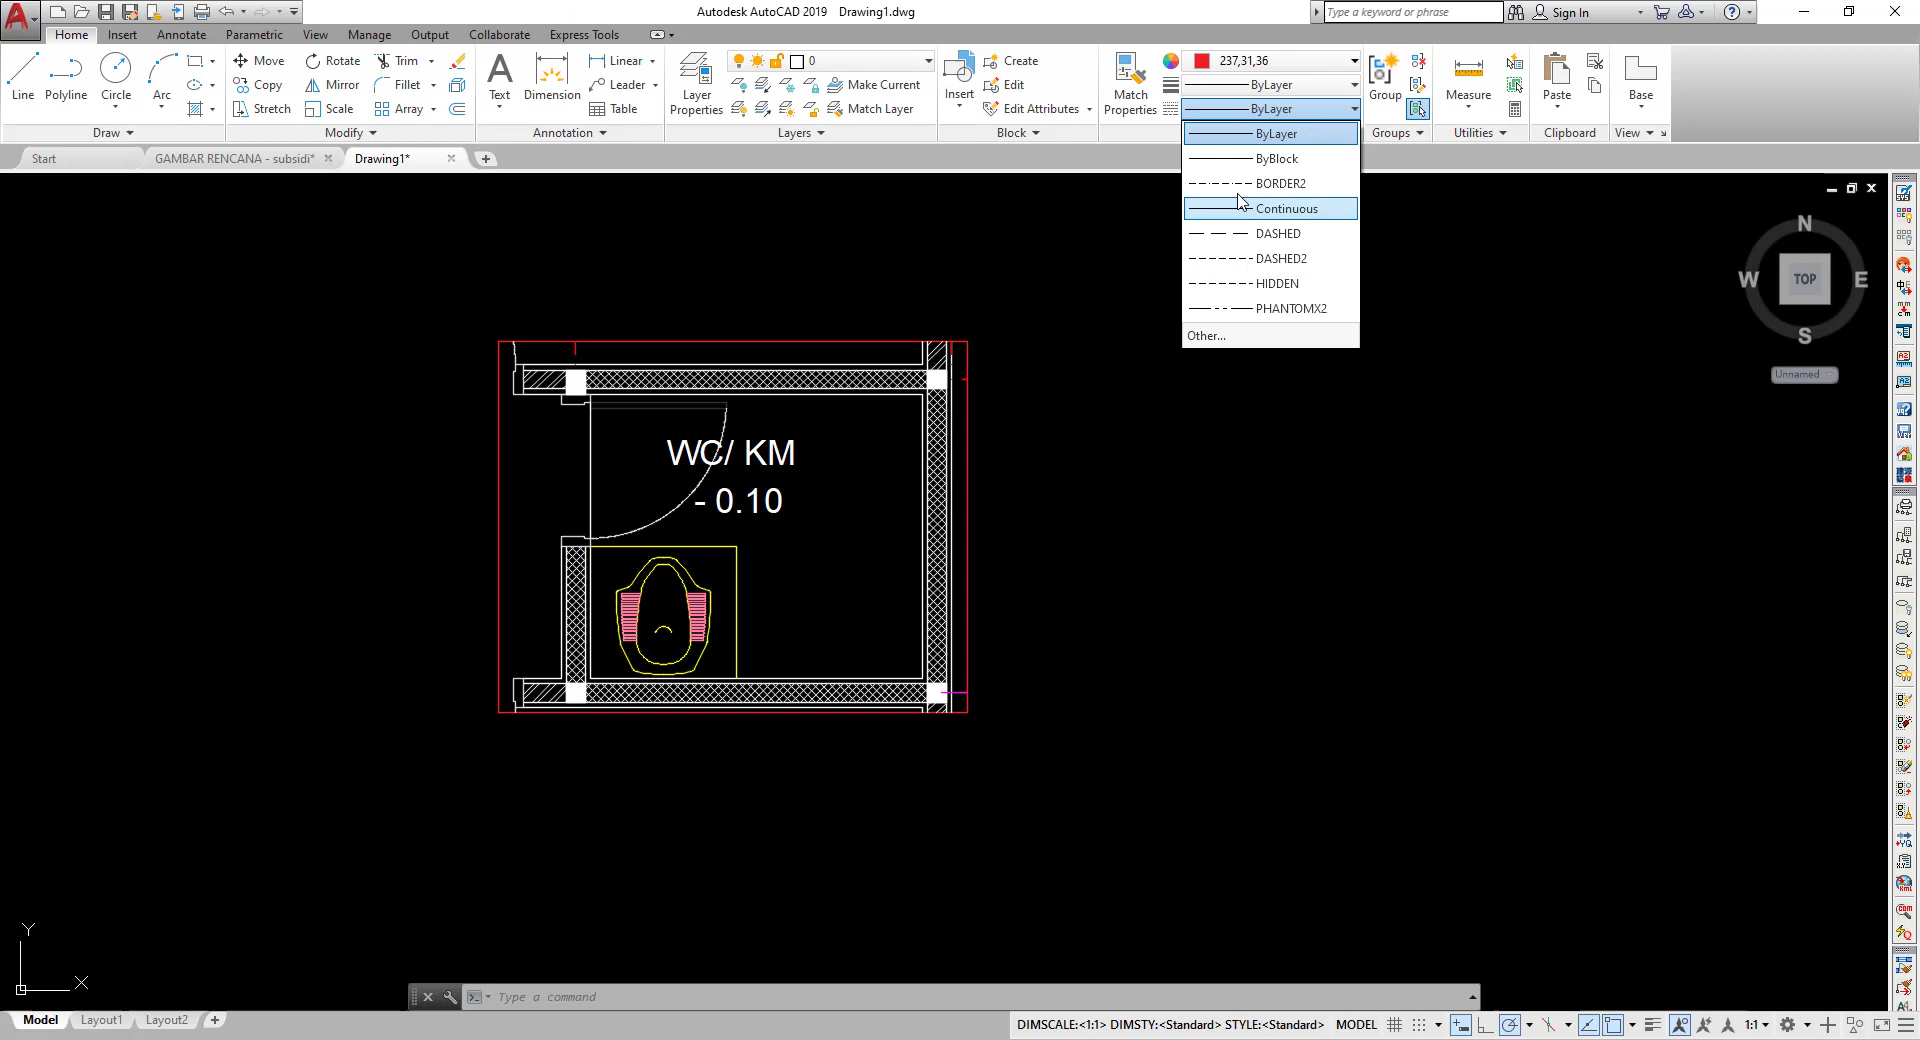 Autodesk AutoCAD 2019 Drawing1.dwg
Type a keyword or phrase
Sign In
Home Insert Annotate Parametric View Manage Output Collaborate Express Tools
Line
Polyline
Circle
Arc
Draw
Move
Copy
Stretch
Rotate
Mirror
Scale
Trim
Fillet
Array
Modify
Text
Dimension
Linear
Leader
Table
Annotation
Layer
Properties
0
Make Current
Match Layer
Layers
Insert
Create
Edit
Edit Attributes
Block
Match
Properties
237,31,36
ByLayer
ByLayer
ByLayer
ByBlock
BORDER2
Continuous
DASHED
DASHED2
HIDDEN
PHANTOMX2
Other...
Group
Groups
Measure
Utilities
Paste
Clipboard
Base
View
Start
GAMBAR RENCANA - subsidi*
Drawing1*
N
W TOP E
S
Unnamed
WC/ KM
- 0.10
Y
X
Type a command
Model Layout1 Layout2
DIMSCALE:<1:1> DIMSTY:<Standard> STYLE:<Standard> MODEL 1:1